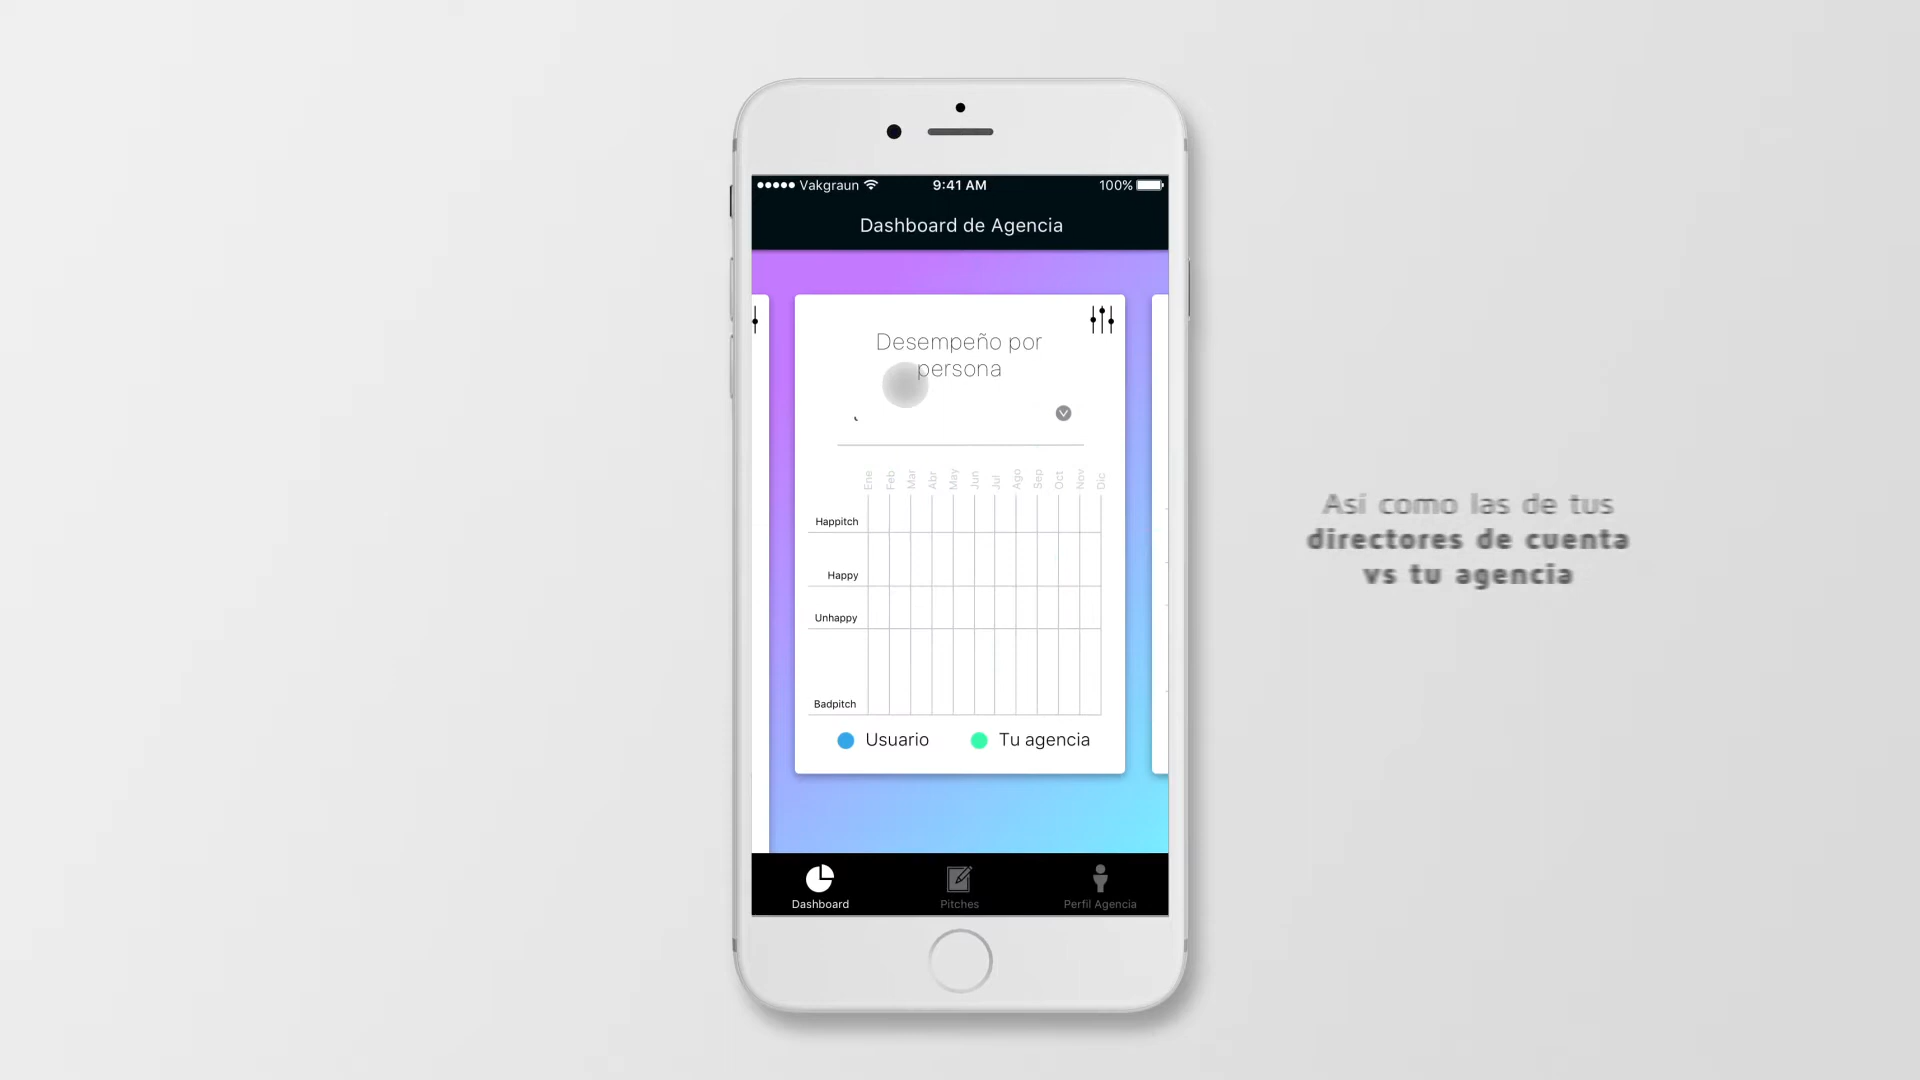 Vakgraun
9:41 AM
100%
Dashboard de Agencia
Desempeño por
persona
Ene Feb Mar Abr May Jun Jul Ago Sep Oct Nov Dic
Happitch
Happy
Unhappy
Badpitch
Usuario
Tu agencia
Dashboard
Pitches
Perfil Agencia
Así como las de tus
directores de cuenta
vs tu agencia